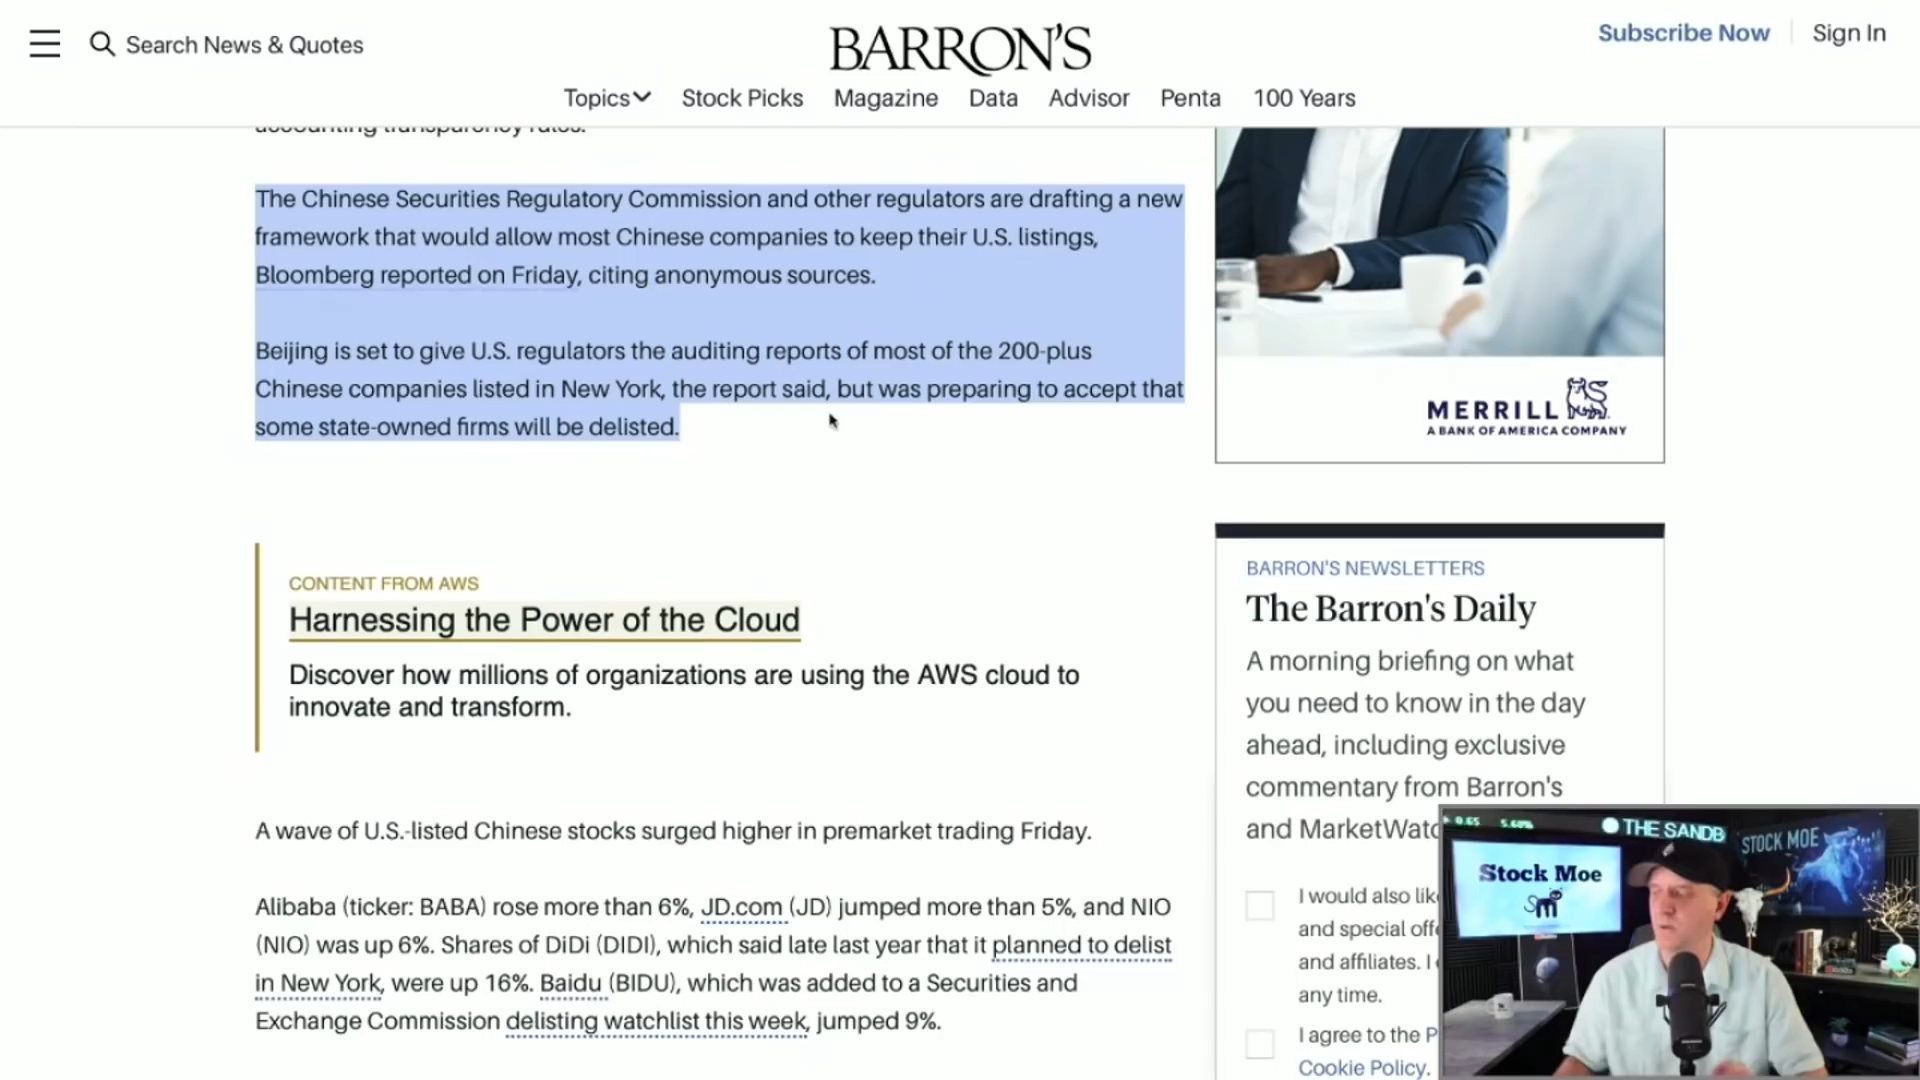 Search News & Quotes
BARRON'S
Subscribe Now
Sign In
Topics
Stock Picks
Magazine
Data
Advisor
Penta
100 Years
accounting transparency rules.
The Chinese Securities Regulatory Commission and other regulators are drafting a new
framework that would allow most Chinese companies to keep their U.S. listings,
Bloomberg reported on Friday, citing anonymous sources.
Beijing is set to give U.S. regulators the auditing reports of most of the 200-plus
Chinese companies listed in New York, the report said, but was preparing to accept that
some state-owned firms will be delisted.
CONTENT FROM AWS
Harnessing the Power of the Cloud
Discover how millions of organizations are using the AWS cloud to
innovate and transform.
A wave of U.S.-listed Chinese stocks surged higher in premarket trading Friday.
Alibaba (ticker: BABA) rose more than 6%, JD.com (JD) jumped more than 5%, and NIO
(NIO) was up 6%. Shares of DiDi (DIDI), which said late last year that it planned to delist
in New York, were up 16%. Baidu (BIDU), which was added to a Securities and
Exchange Commission delisting watchlist this week, jumped 9%.
MERRILL
A BANK OF AMERICA COMPANY
BARRON'S NEWSLETTERS
The Barron's Daily
A morning briefing on what
you need to know in the day
ahead, including exclusive
commentary from Barron's
and MarketWatc
I would also lik
and special off
and affiliates. I
any time.
I agree to the P
Cookie Policy.
0.65 5.60%
THE SANDB
STOCK MOE
Stock Moe